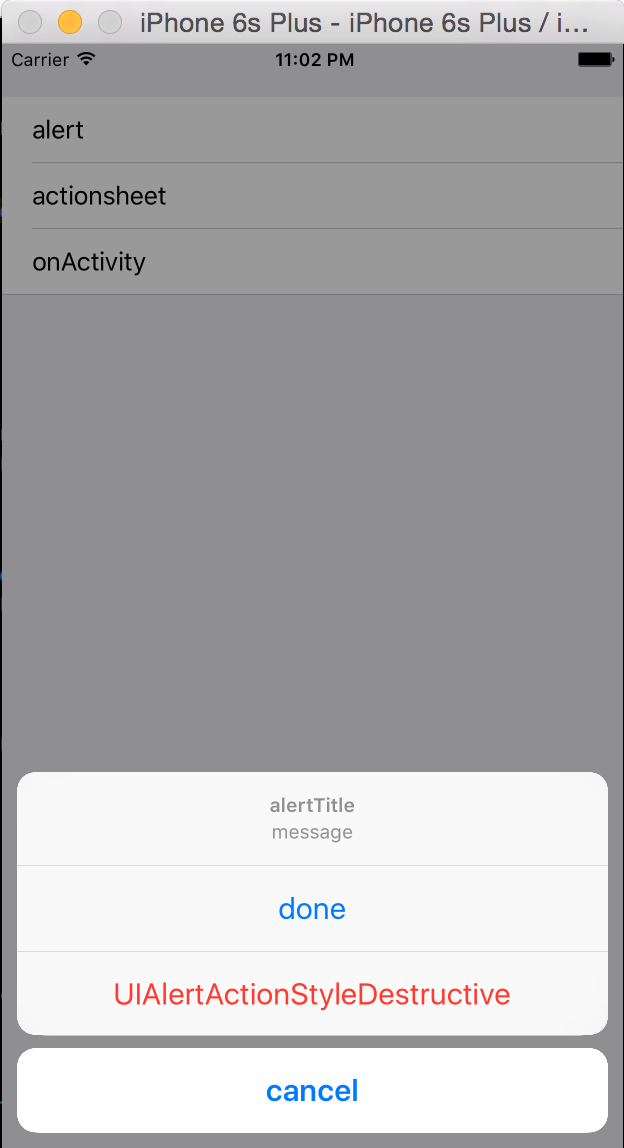 iPhone 6s Plus - iPhone 6s Plus / i...
Carrier 11:02 PM
alert
actionsheet
onActivity
alertTitle
message
done
UIAlertActionStyleDestructive
cancel